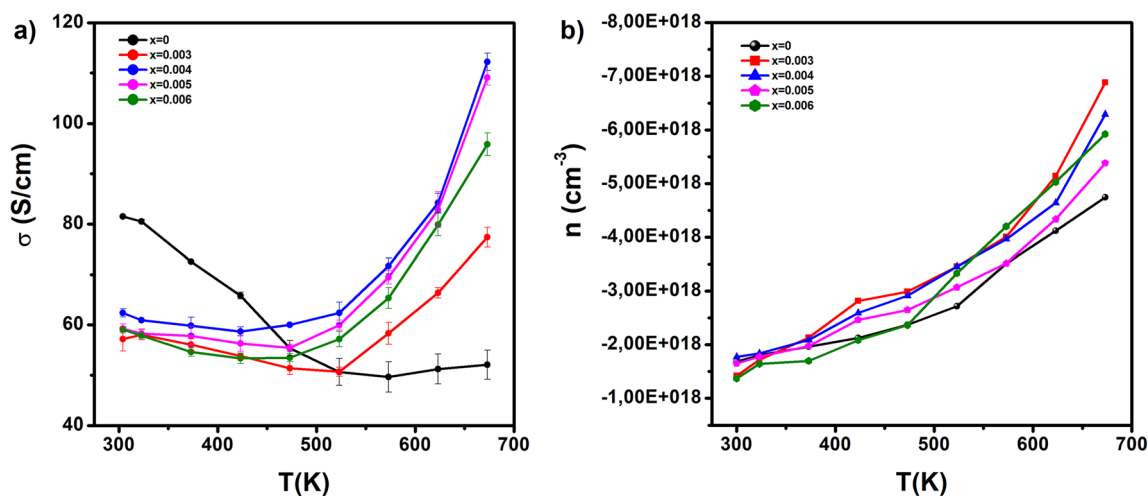 a)
x=0
x=0.003
x=0.004
x=0.005
x=0.006
120
100
80
60
40
σ (S/cm)
300 400 500 600 700
T(K)
b)
x=0
x=0.003
x=0.004
x=0.005
x=0.006
-8,00E+018
-7,00E+018
-6,00E+018
-5,00E+018
-4,00E+018
-3,00E+018
-2,00E+018
-1,00E+018
n (cm⁻³)
300 400 500 600 700
T(K)